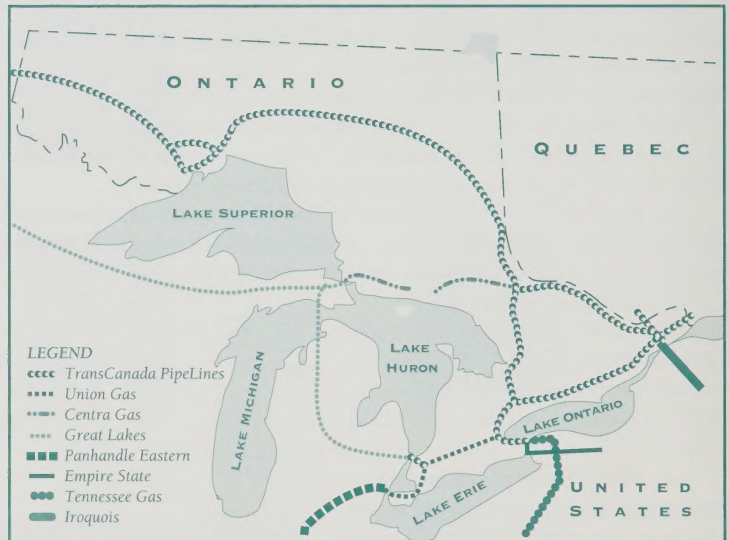 ONTARIO
QUEBEC
LAKE SUPERIOR
LAKE
HURON
LAKE MICHIGAN
LAKE ONTARIO
LAKE ERIE
UNITED
STATES
LEGEND
TransCanada PipeLines
Union Gas
Centra Gas
Great Lakes
Panhandle Eastern
Empire State
Tennessee Gas
Iroquois